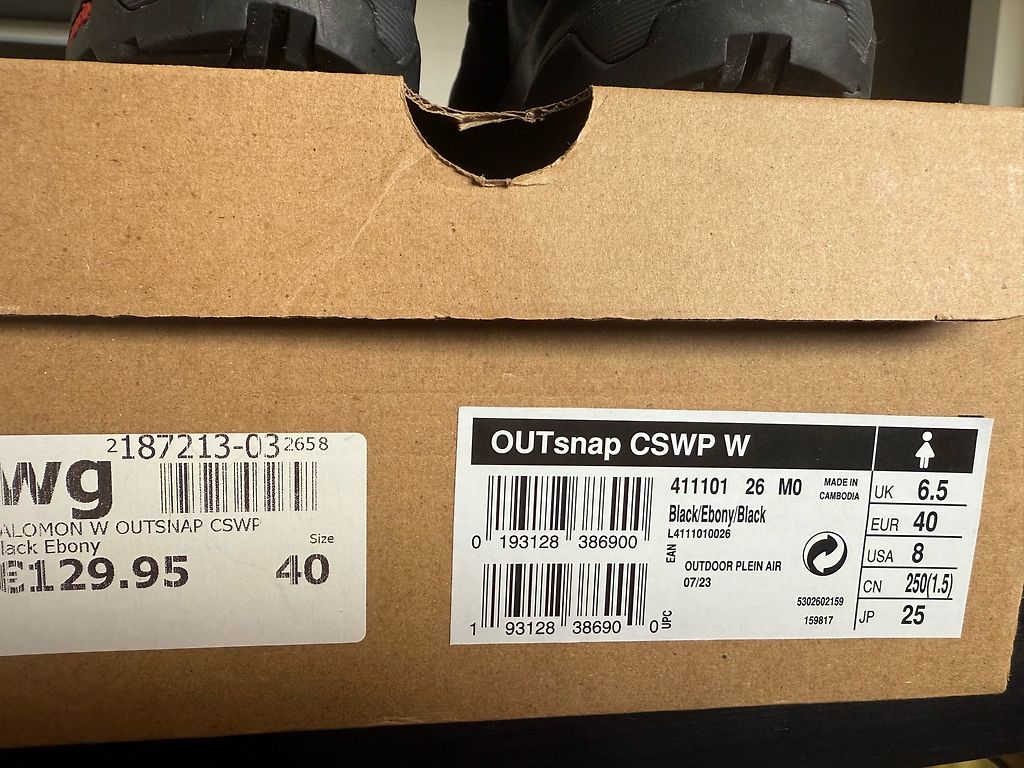 2187213-032658
wg
ALOMON W OUTSNAP CSWP
lack Ebony
Size
€129.95
40
OUTsnap CSWP W
0 193128 386900
EAN
1 93128 38690 0
UPC
411101 26 M0
Black/Ebony/Black
L4111010026
OUTDOOR PLEIN AIR
07/23
MADE IN
CAMBODIA
5302602159
159817
UK 6.5
EUR 40
USA 8
CN 250(1.5)
JP 25